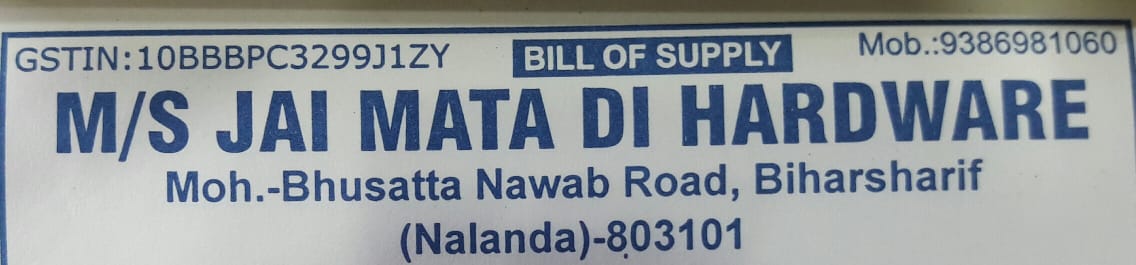 GSTIN:10BBBPC3299J1ZY BILL OF SUPPLY Mob.:9386981060
M/S JAI MATA DI HARDWARE
Moh.-Bhusatta Nawab Road, Biharsharif
(Nalanda)-803101